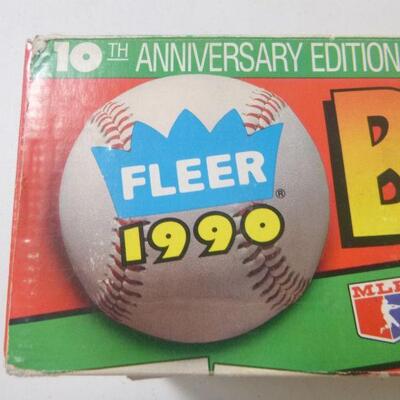 10TH ANNIVERSARY EDITION
FLEER®
1990
B